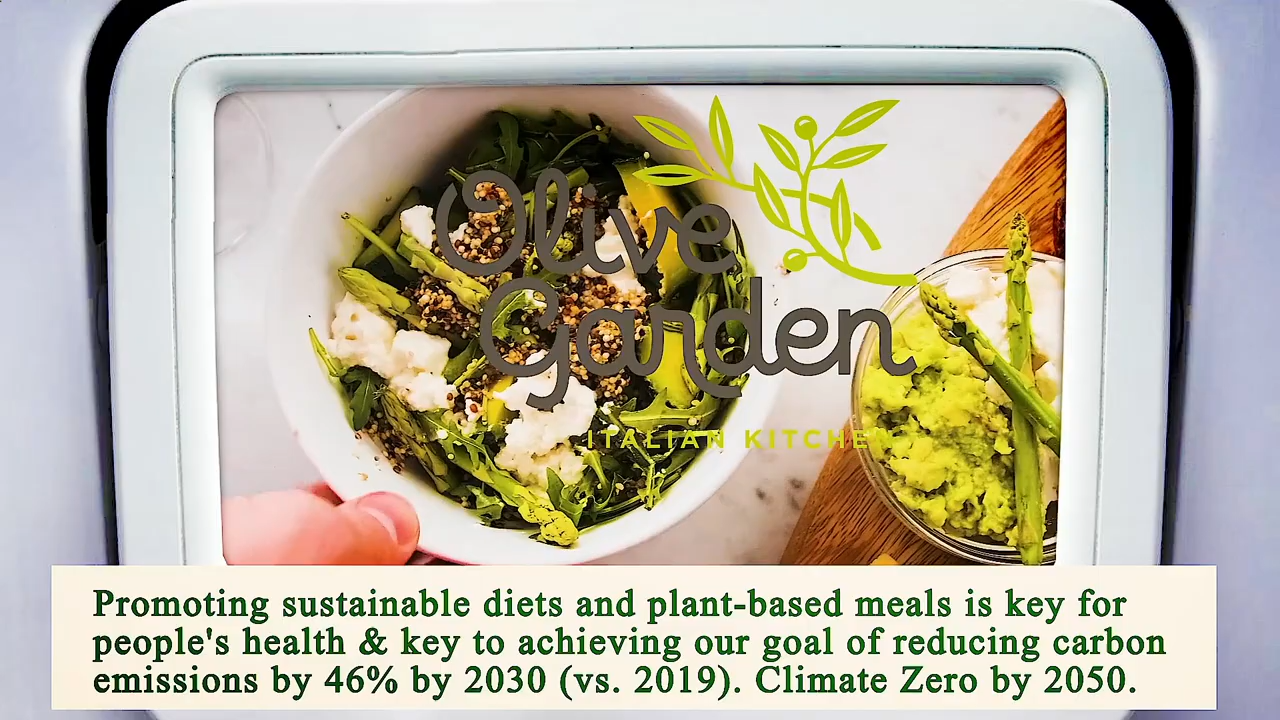 Olive
Garden
ITALIAN KITCHEN
Promoting sustainable diets and plant-based meals is key for
people's health & key to achieving our goal of reducing carbon
emissions by 46% by 2030 (vs. 2019). Climate Zero by 2050.